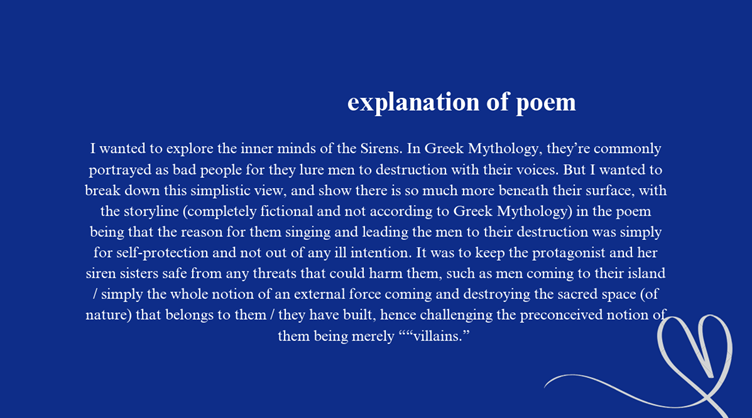 explanation of poem
I wanted to explore the inner minds of the Sirens. In Greek Mythology, they’re commonly
portrayed as bad people for they lure men to destruction with their voices. But I wanted to
break down this simplistic view, and show there is so much more beneath their surface, with
the storyline (completely fictional and not according to Greek Mythology) in the poem
being that the reason for them singing and leading the men to their destruction was simply
for self-protection and not out of any ill intention. It was to keep the protagonist and her
siren sisters safe from any threats that could harm them, such as men coming to their island
/ simply the whole notion of an external force coming and destroying the sacred space (of
nature) that belongs to them / they have built, hence challenging the preconceived notion of
them being merely ““villains.”